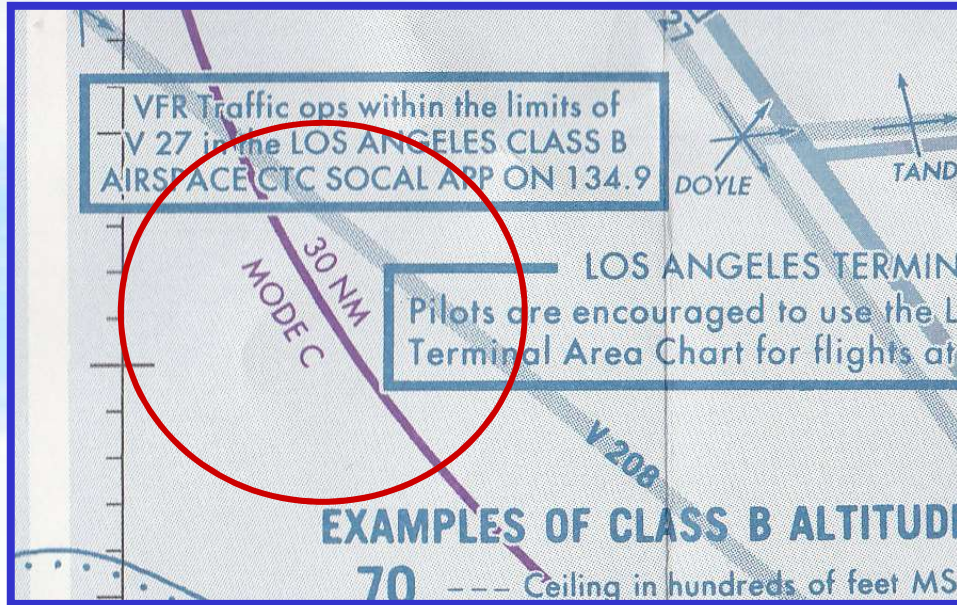 27
VFR Traffic ops within the limits of
V 27 in the LOS ANGELES CLASS B
AIRSPACE CTC SOCAL APP ON 134.9
DOYLE
TAND
30 NM
MODE C
LOS ANGELES TERMIN
Pilots are encouraged to use the L
Terminal Area Chart for flights at
V 208
EXAMPLES OF CLASS B ALTITUD
70 --- Ceiling in hundreds of feet MS